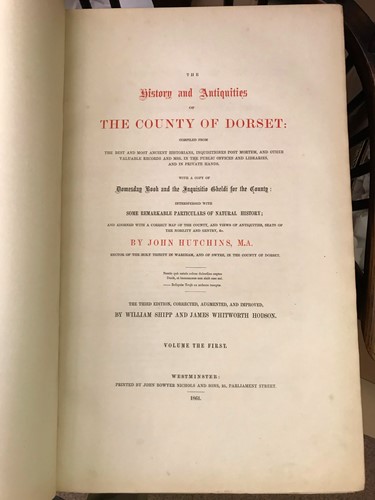 THE
History and Antiquities
OF
THE COUNTY OF DORSET:
COMPILED FROM
THE BEST AND MOST ANCIENT HISTORIANS, INQUISITIONES POST MORTEM, AND OTHER
VALUABLE RECORDS AND MSS. IN THE PUBLIC OFFICES AND LIBRARIES,
AND IN PRIVATE HANDS.
WITH A COPY OF
Domesday Book and the Inquisitio Gheldi for the County:
INTERSPERSED WITH
SOME REMARKABLE PARTICULARS OF NATURAL HISTORY;
AND ADORNED WITH A CORRECT MAP OF THE COUNTY, AND VIEWS OF ANTIQUITIES, SEATS OF
THE NOBILITY AND GENTRY, &c.
BY JOHN HUTCHINS, M.A.
RECTOR OF THE HOLY TRINITY IN WAREHAM, AND OF SWYRE, IN THE COUNTY OF DORSET.
THE THIRD EDITION, CORRECTED, AUGMENTED, AND IMPROVED,
BY WILLIAM SHIPP AND JAMES WHITWORTH HODSON.
VOLUME THE FIRST.
WESTMINSTER:
PRINTED BY JOHN BOWYER NICHOLS AND SONS, 25, PARLIAMENT STREET.
1861.